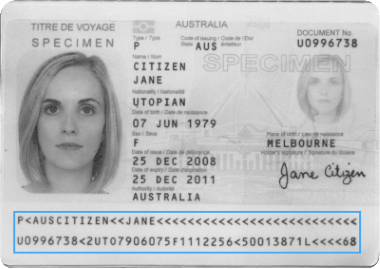 TITRE DE VOYAGE AUSTRALIA
SPECIMEN
Type / Type Code of State / Code de l'État émetteur DOCUMENT No.
P AUS U0996738
Name / Nom
CITIZEN
JANE
SPECIMEN
Nationality / Nationalité
UTOPIAN
Date of birth / Date de naissance
07 JUN 1979
Sex / Sexe Place of birth / Lieu de naissance
F MELBOURNE
Date of issue / Date de délivrance Holder's signature / Signature du titulaire
25 DEC 2008
Date of expiry / Date d'expiration
25 DEC 2011 Jane Citizen
Authority / Autorité
AUSTRALIA
P<AUSCITIZEN<<JANE<<<<<<<<<<<<<<<<<<<<<<<<<<
U0996738<2UTO7906075F1112256<50013871L<<<<68